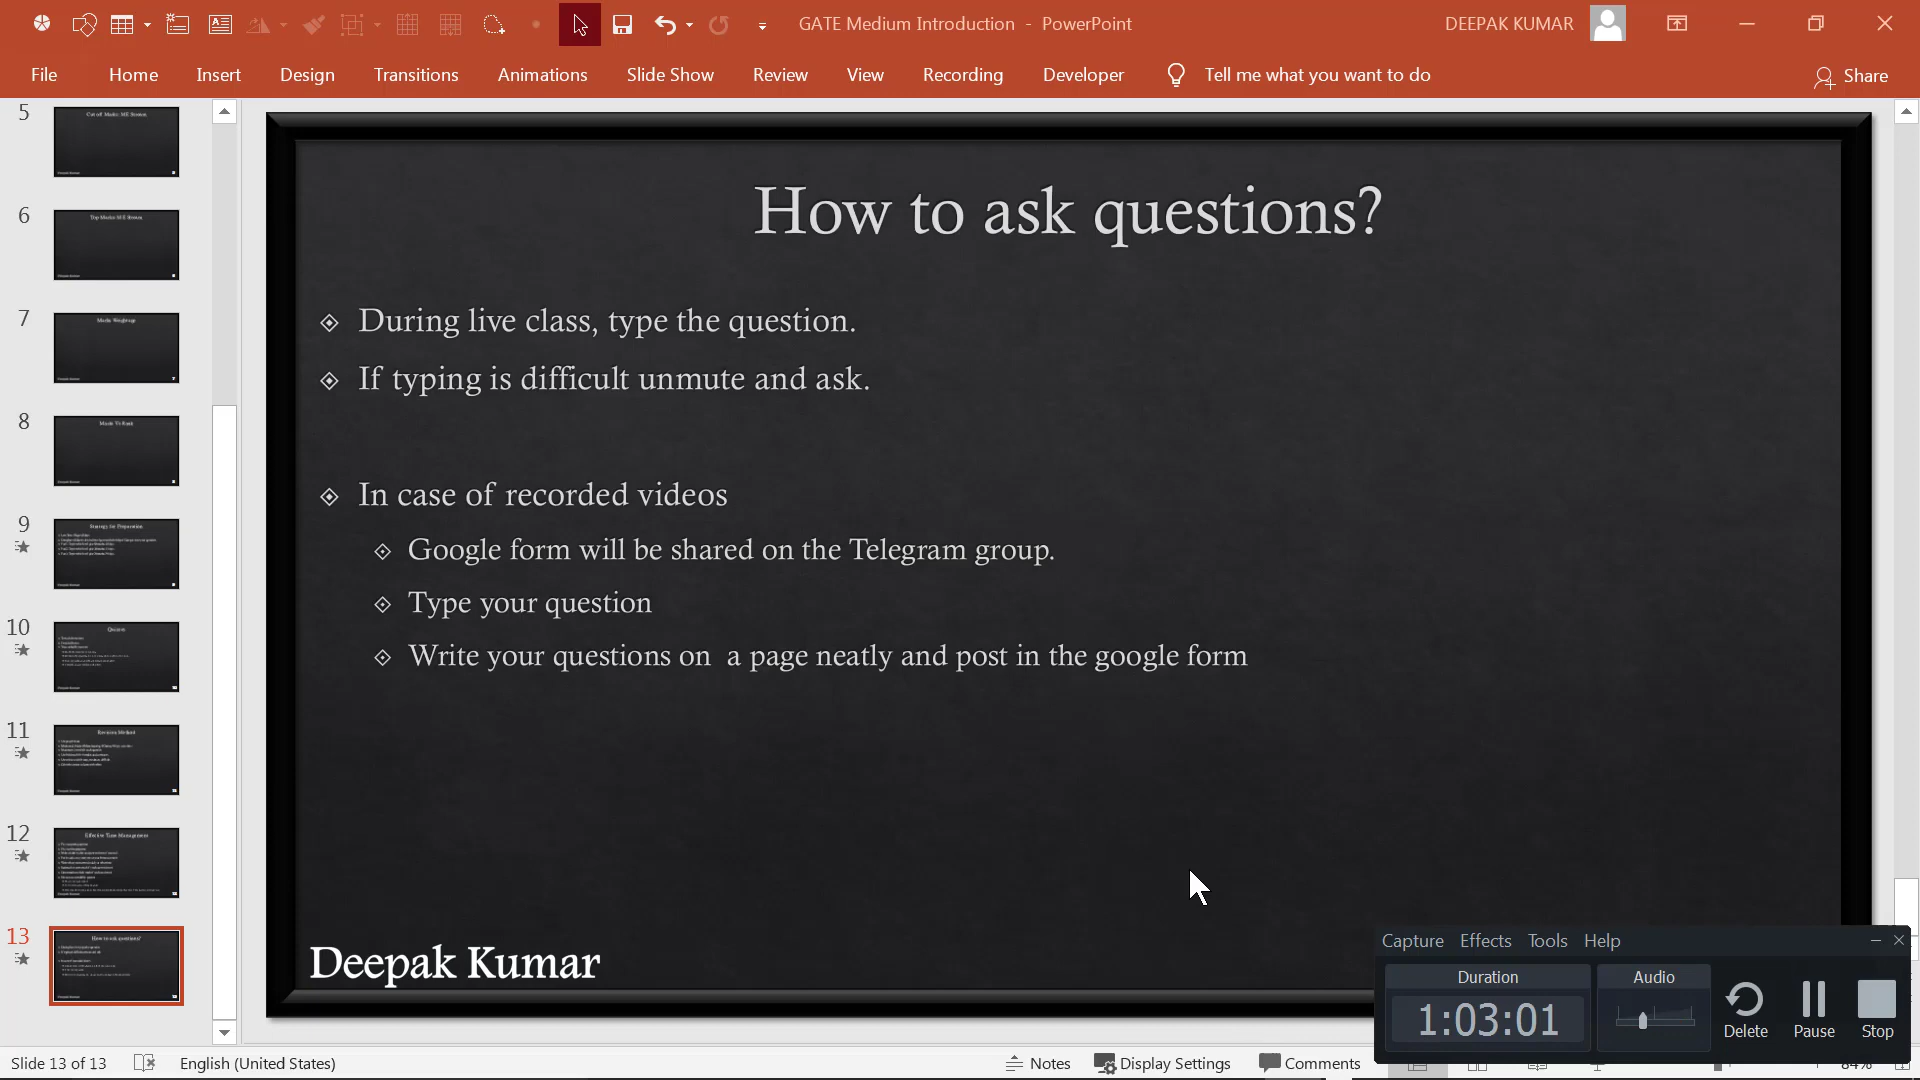 GATE Medium Introduction - PowerPoint
DEEPAK KUMAR
File Home Insert Design Transitions Animations Slide Show Review View Recording Developer Tell me what you want to do Share
5
6
7
8
9
10
11
12
13
How to ask questions?
During live class, type the question.
If typing is difficult unmute and ask.
In case of recorded videos
Google form will be shared on the Telegram group.
Type your question
Write your questions on a page neatly and post in the google form
Deepak Kumar
Capture Effects Tools Help
Duration Audio
1:03:01
Delete Pause Stop
Slide 13 of 13 English (United States) Notes Display Settings Comments